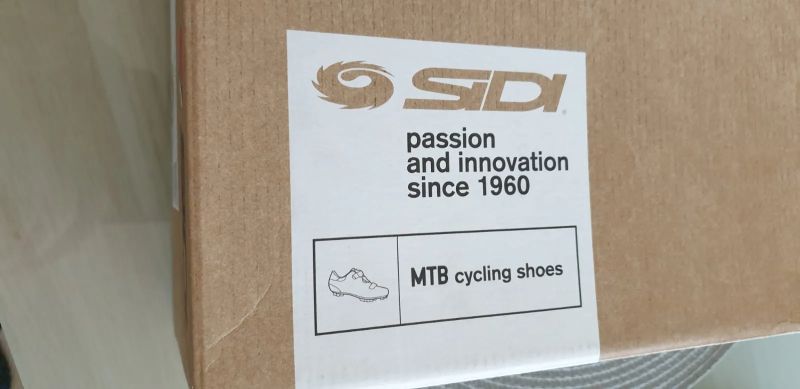 SIDI
passion
and innovation
since 1960
MTB cycling shoes